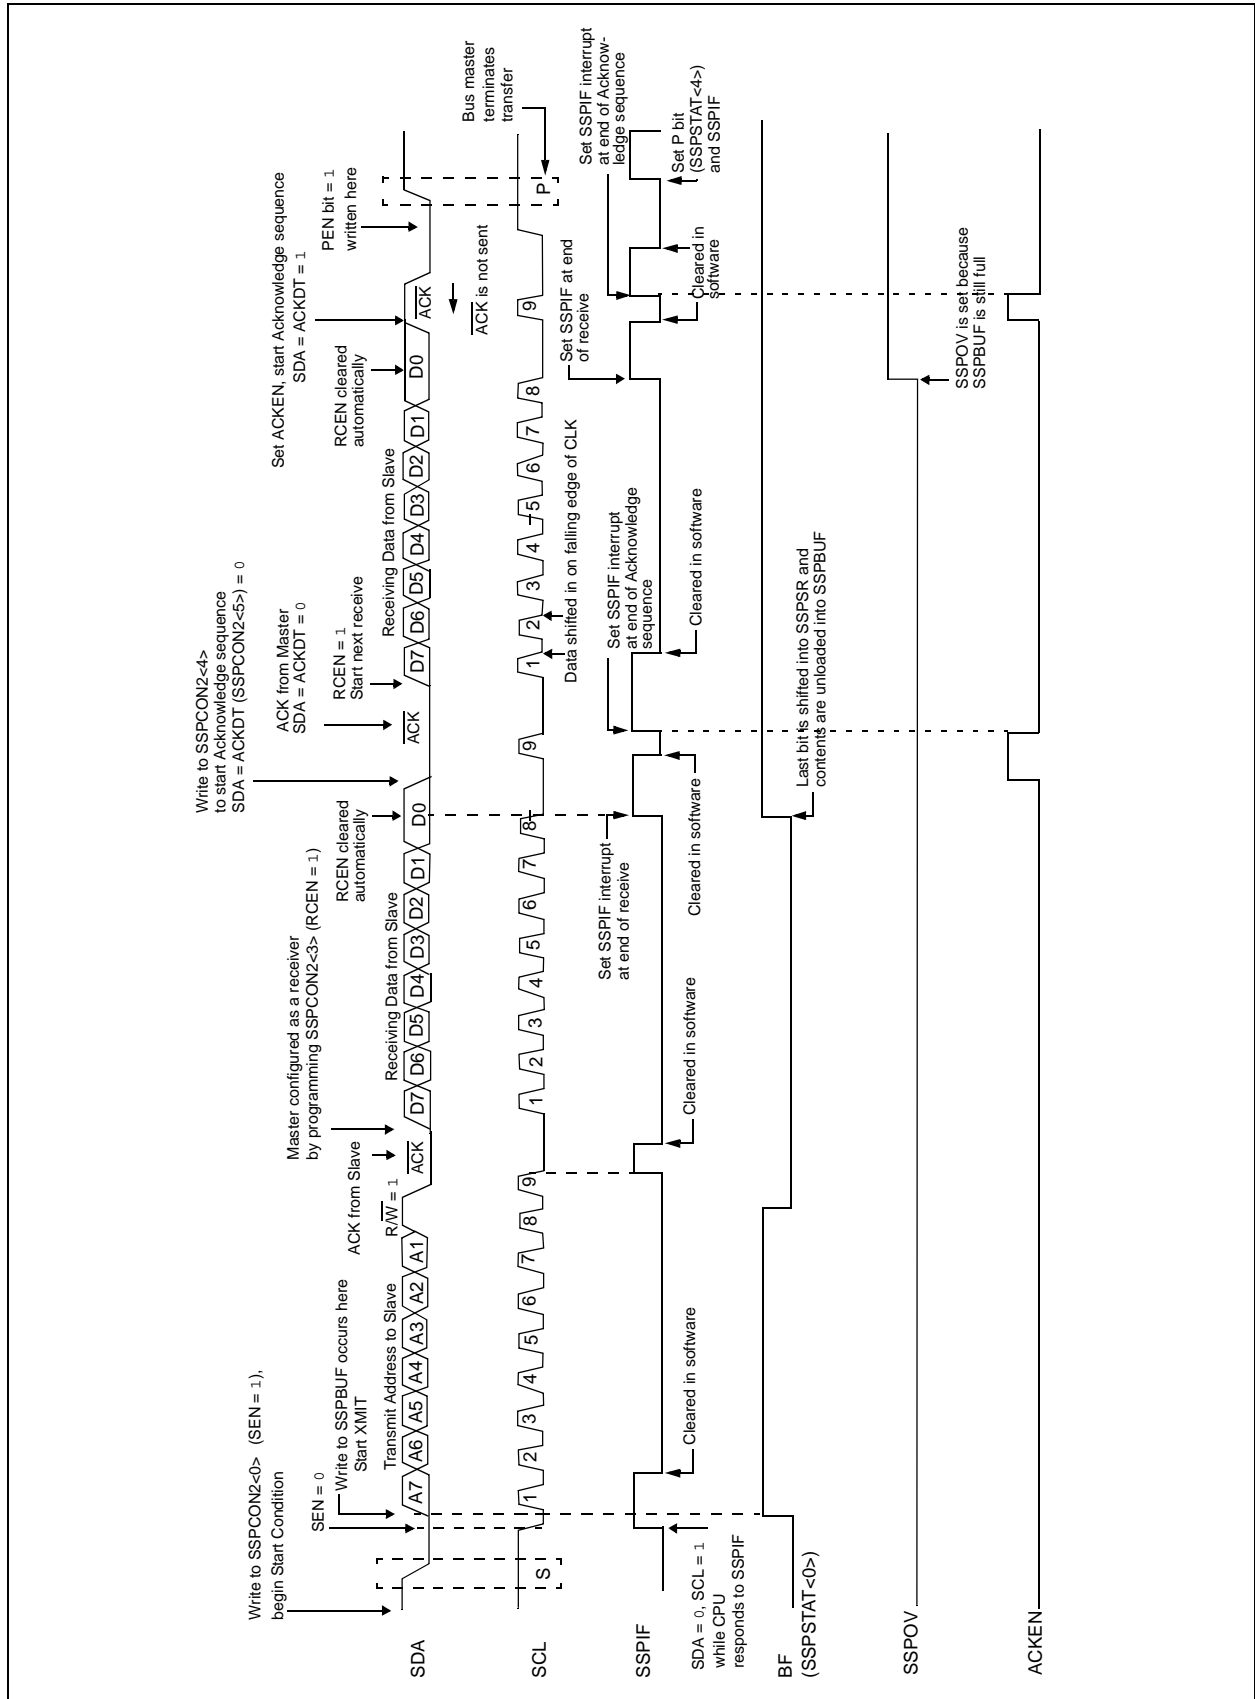 Write to SSPCON2<0> (SEN = 1),
begin Start Condition
SEN = 0
Write to SSPBUF occurs here
Start XMIT
Transmit Address to Slave
ACK from Slave
R/W = 1
Master configured as a receiver
by programming SSPCON2<3> (RCEN = 1)
Receiving Data from Slave
RCEN cleared
automatically
Write to SSPCON2<4>
to start Acknowledge sequence
SDA = ACKDT (SSPCON2<5>) = 0
ACK from Master
SDA = ACKDT = 0
RCEN = 1
Start next receive
Receiving Data from Slave
RCEN cleared
automatically
Set ACKEN, start Acknowledge sequence
SDA = ACKDT = 1
PEN bit = 1
written here
SDA
A7 A6 A5 A4 A3 A2 A1 ACK D7 D6 D5 D4 D3 D2 D1 D0 ACK D7 D6 D5 D4 D3 D2 D1 D0 ACK
ACK is not sent
Bus master
terminates
transfer
SCL
S 1 2 3 4 5 6 7 8 9 1 2 3 4 5 6 7 8 9 1 2 3 4 5 6 7 8 9 P
Data shifted in on falling edge of CLK
Set SSPIF interrupt
at end of receive
Set SSPIF interrupt
at end of Acknowledge
sequence
Set SSPIF at end
of receive
Set SSPIF interrupt
at end of Acknow-
ledge sequence
SSPIF
SDA = 0, SCL = 1
while CPU
responds to SSPIF
Cleared in software
Cleared in software
Cleared in software
Cleared in software
Cleared in
software
Set P bit
(SSPSTAT<4>)
and SSPIF
BF
(SSPSTAT<0>)
Last bit is shifted into SSPSR and
contents are unloaded into SSPBUF
SSPOV
SSPOV is set because
SSPBUF is still full
ACKEN